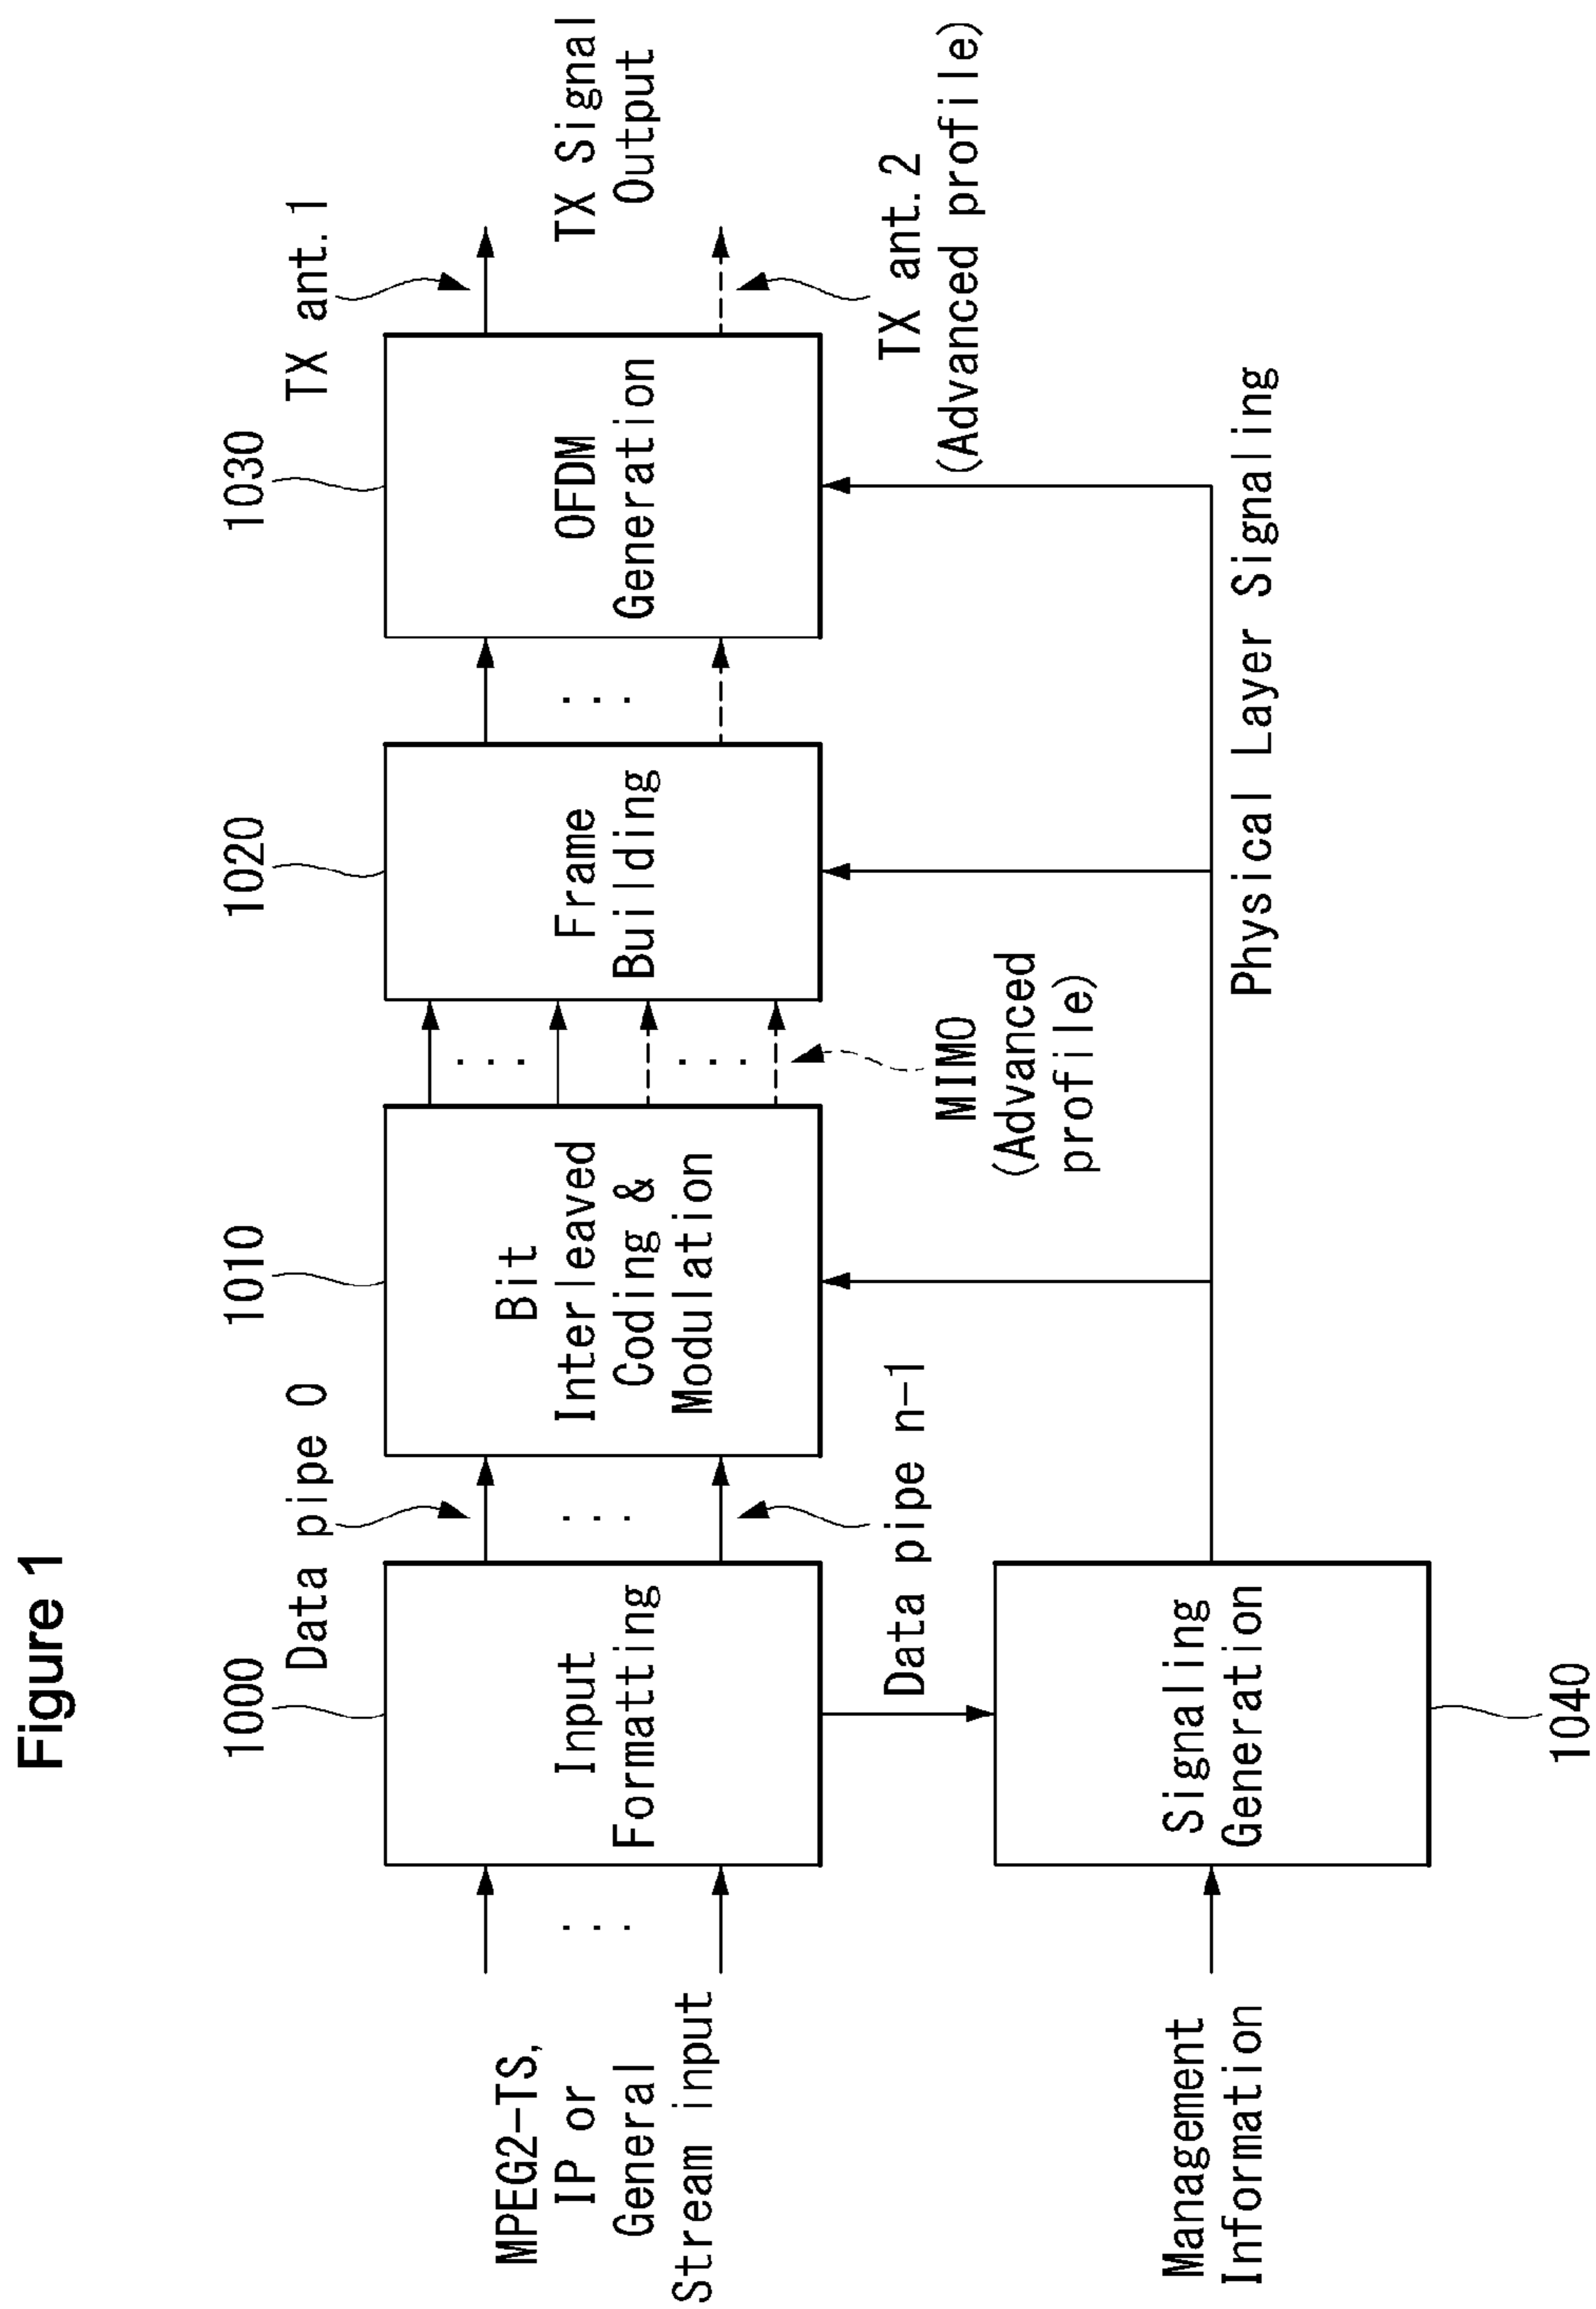 Figure 1
1000
1010
1020
1030
Data pipe 0
TX ant.1
MPEG2-TS,
IP or
General
Stream input
Input
Formatting
Bit
Interleaved
Coding &
Modulation
Frame
Building
OFDM
Generation
TX Signal
Output
Data pipe n-1
MIMO
(Advanced
profile)
TX ant.2
(Advanced profile)
Management
Information
Signaling
Generation
Physical Layer Signaling
1040